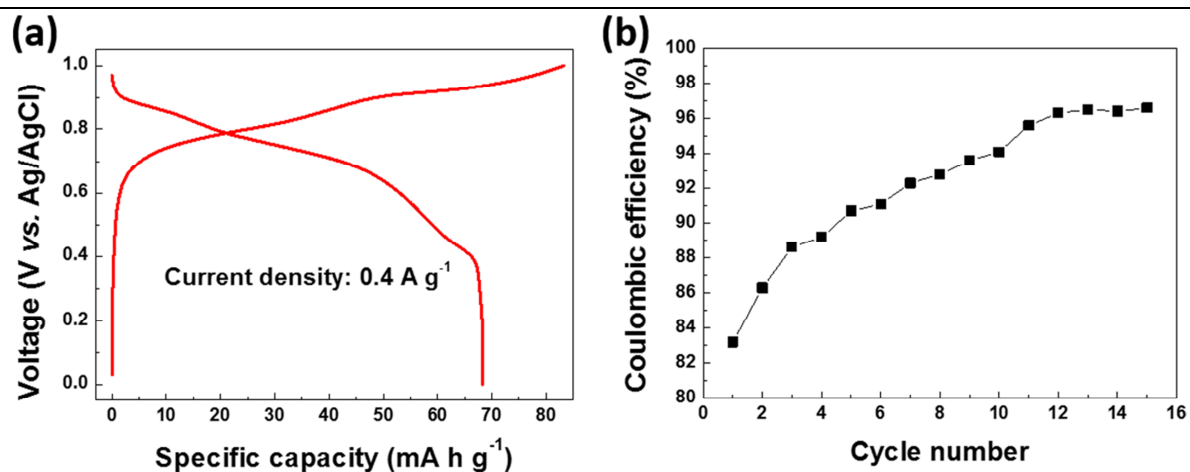 (a)
Voltage (V vs. Ag/AgCl)
1.0
0.8
0.6
0.4
0.2
0.0
Current density: 0.4 A g⁻¹
0 10 20 30 40 50 60 70 80
Specific capacity (mA h g⁻¹)
(b)
Coulombic efficiency (%)
100
98
96
94
92
90
88
86
84
82
80
0 2 4 6 8 10 12 14 16
Cycle number